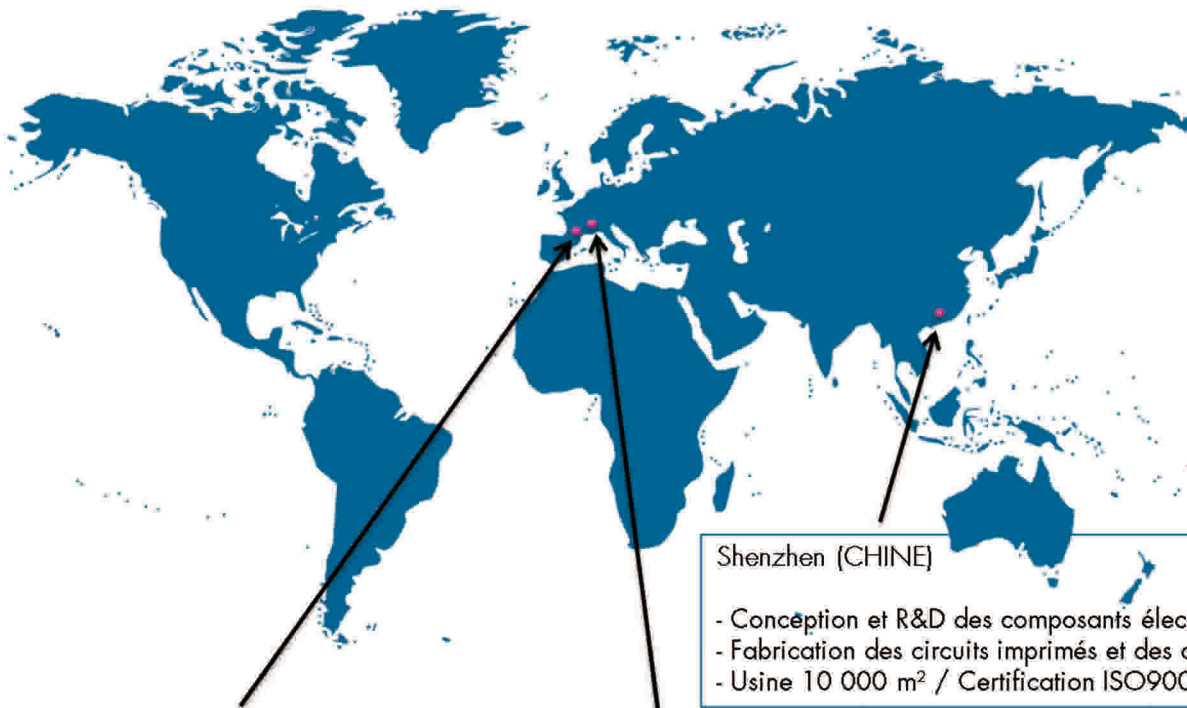 Shenzhen (CHINE)
- Conception et R&D des composants élec
- Fabrication des circuits imprimés et des
- Usine 10 000 m² / Certification ISO900